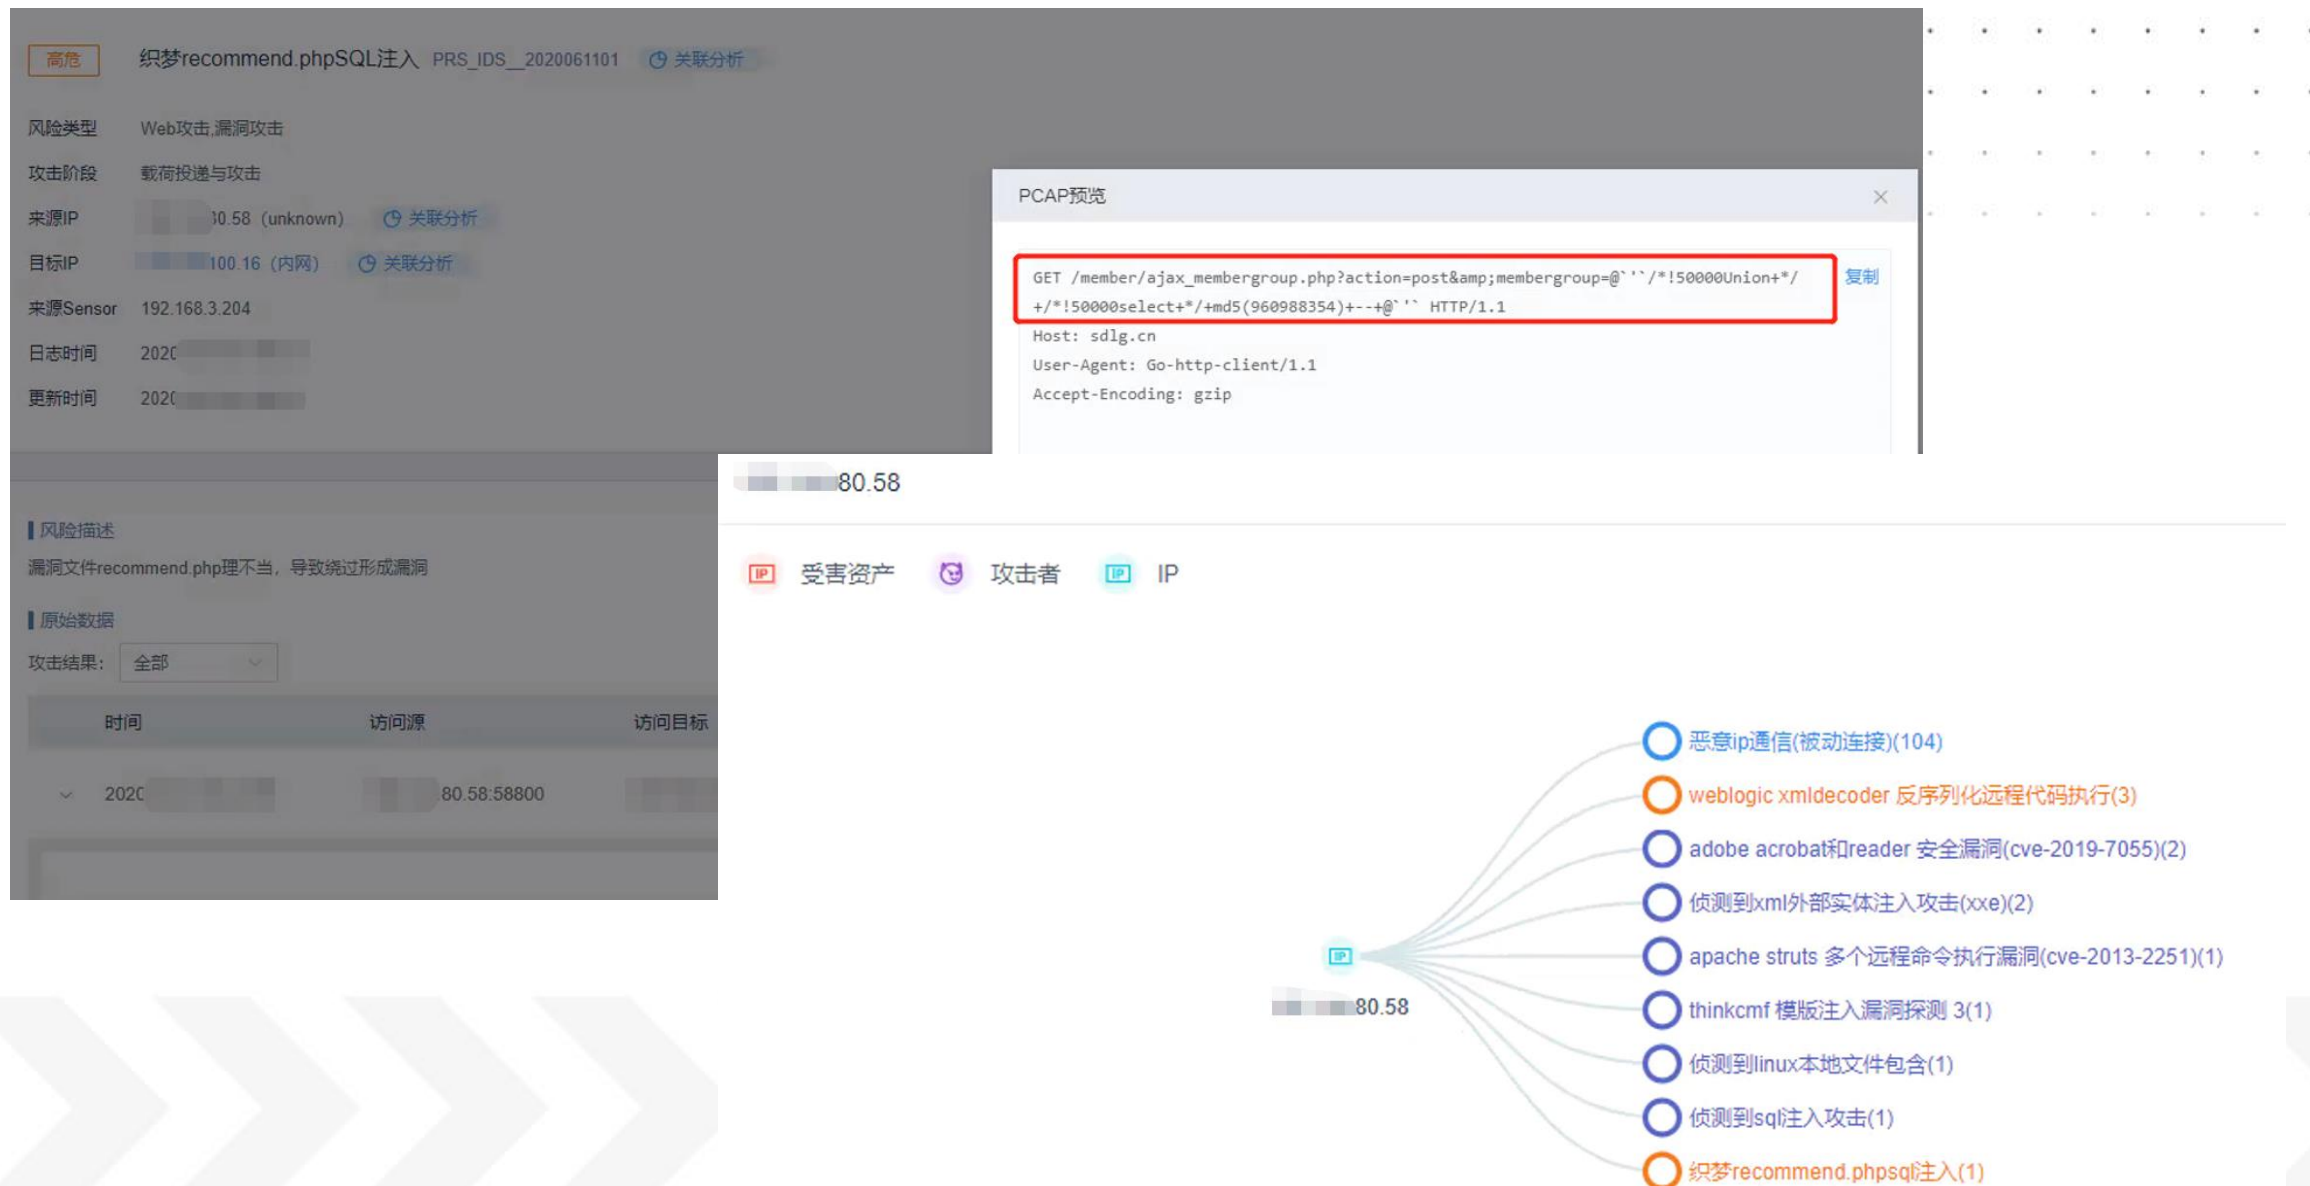 高危 织梦recommend.phpSQL注入 PRS_IDS__2020061101 关联分析
风险类型 Web攻击,漏洞攻击
攻击阶段 载荷投递与攻击
来源IP 30.58 (unknown) 关联分析
目标IP 100.16 (内网) 关联分析
来源Sensor 192.168.3.204
日志时间 2020
更新时间 2020
风险描述
漏洞文件recommend.php理不当，导致绕过形成漏洞
原始数据
攻击结果： 全部
时间 访问源 访问目标
2020 80.58:58800
PCAP预览
GET /member/ajax_membergroup.php?action=post&amp;membergroup=@`'`/*!50000Union+*/
+/*!50000select+*/+md5(960988354)+--+@`'` HTTP/1.1
复制
Host: sdlg.cn
User-Agent: Go-http-client/1.1
Accept-Encoding: gzip
80.58
IP 受害资产 攻击者 IP IP
恶意ip通信(被动连接)(104)
weblogic xmldecoder 反序列化远程代码执行(3)
adobe acrobat和reader 安全漏洞(cve-2019-7055)(2)
侦测到xml外部实体注入攻击(xxe)(2)
IP
apache struts 多个远程命令执行漏洞(cve-2013-2251)(1)
80.58
thinkcmf 模版注入漏洞探测 3(1)
侦测到linux本地文件包含(1)
侦测到sql注入攻击(1)
织梦recommend.phpsql注入(1)